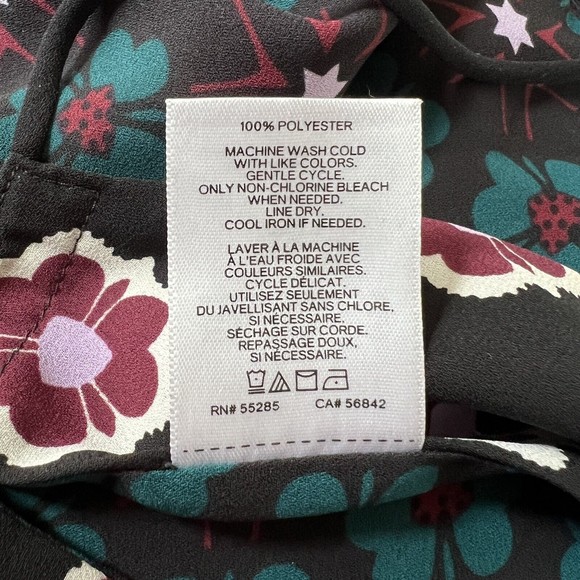 100% POLYESTER
MACHINE WASH COLD
WITH LIKE COLORS.
GENTLE CYCLE.
ONLY NON-CHLORINE BLEACH
WHEN NEEDED.
LINE DRY.
COOL IRON IF NEEDED.
LAVER À LA MACHINE
À L'EAU FROIDE AVEC
COULEURS SIMILAIRES.
CYCLE DÉLICAT.
UTILISEZ SEULEMENT
DU JAVELLISANT SANS CHLORE,
SI NÉCESSAIRE.
SÉCHAGE SUR CORDE.
REPASSAGE DOUX,
SI NÉCESSAIRE.
RN# 55285 CA# 56842